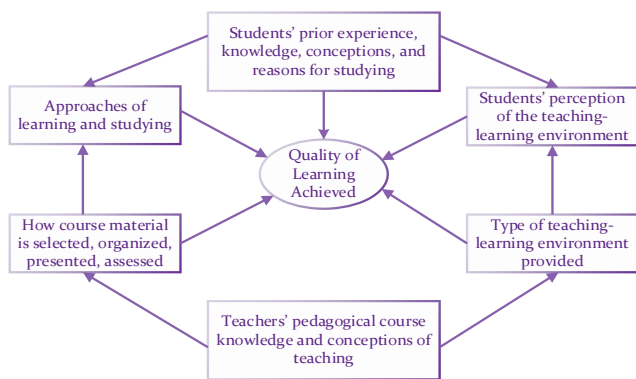 Students' prior experience,
knowledge, conceptions, and
reasons for studying
Approaches of
learning and studying
Students' perception
of the teaching-
learning environment
Quality of
Learning
Achieved
How course material
is selected, organized,
presented, assessed
Type of teaching-
learning environment
provided
Teachers' pedagogical course
knowledge and conceptions of
teaching